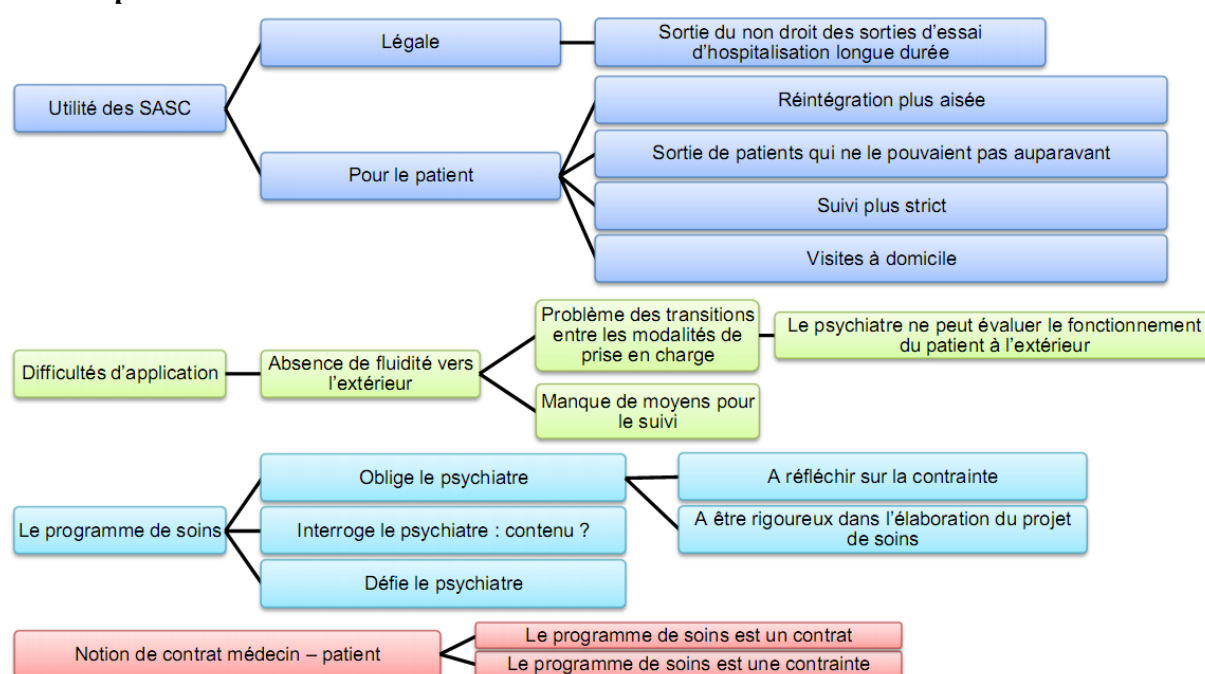 Utilité des SASC
Légale
Sortie du non droit des sorties d'essai
d'hospitalisation longue durée
Pour le patient
Réintégration plus aisée
Sortie de patients qui ne le pouvaient pas auparavant
Suivi plus strict
Visites à domicile
Difficultés d'application
Absence de fluidité vers
l'extérieur
Problème des transitions
entre les modalités de
prise en charge
Le psychiatre ne peut évaluer le fonctionnement
du patient à l'extérieur
Manque de moyens pour
le suivi
Le programme de soins
Oblige le psychiatre
A réfléchir sur la contrainte
A être rigoureux dans l'élaboration du projet
de soins
Interroge le psychiatre : contenu ?
Défie le psychiatre
Notion de contrat médecin – patient
Le programme de soins est un contrat
Le programme de soins est une contrainte